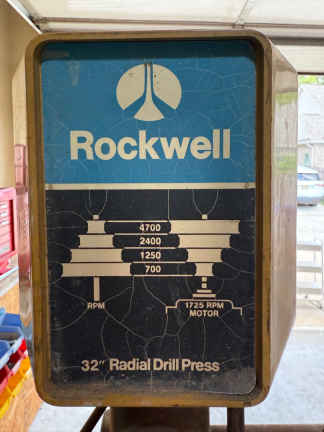 Rockwell
4700
2400
1250
700
RPM
1725 RPM
MOTOR
32" Radial Drill Press